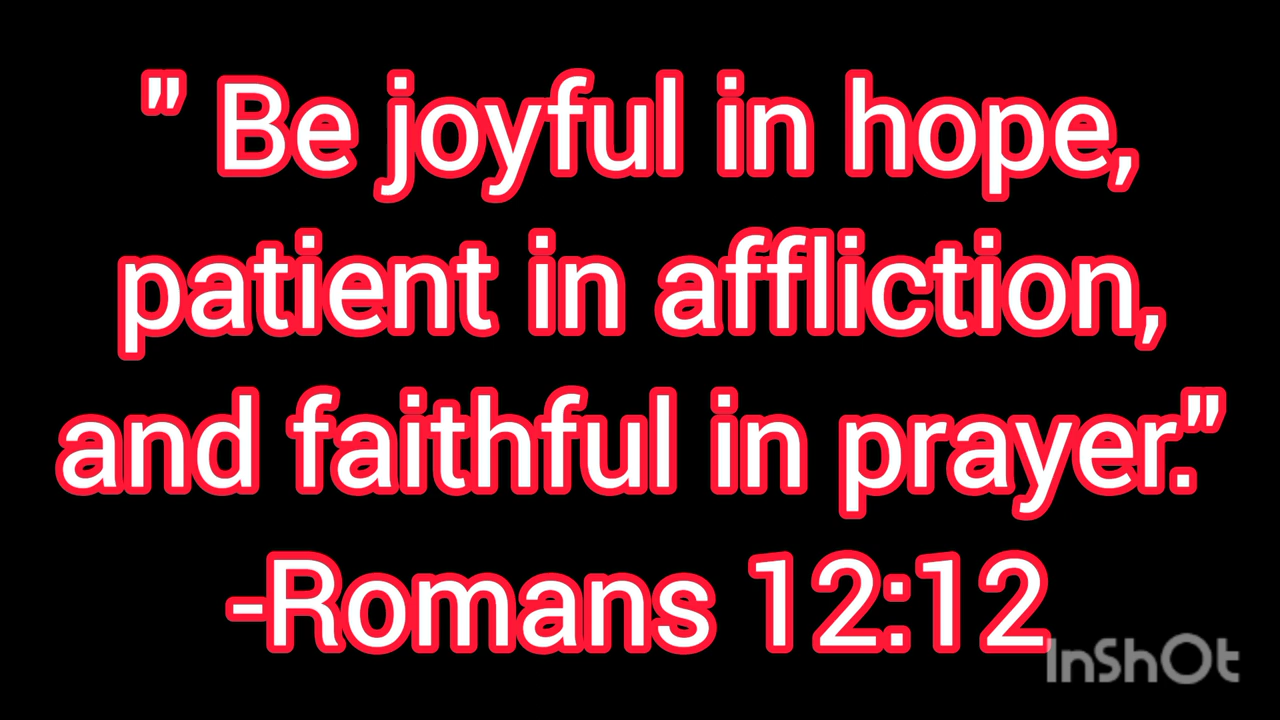 " Be joyful in hope,
patient in affliction,
and faithful in prayer."
-Romans 12:12
InShOt